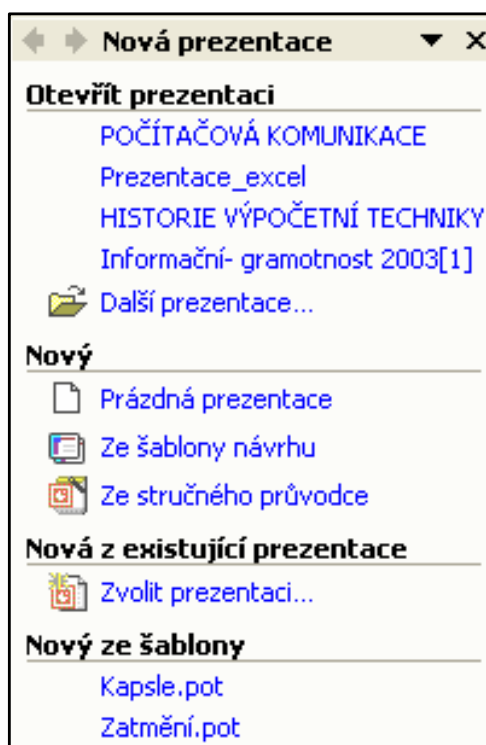 Nová prezentace
Otevřít prezentaci
POČÍTAČOVÁ KOMUNIKACE
Prezentace_excel
HISTORIE VÝPOČETNÍ TECHNIKY
Informační- gramotnost 2003[1]
Další prezentace...
Nový
Prázdná prezentace
Ze šablony návrhu
Ze stručného průvodce
Nová z existující prezentace
Zvolit prezentaci...
Nový ze šablony
Kapsle.pot
Zatmění.pot